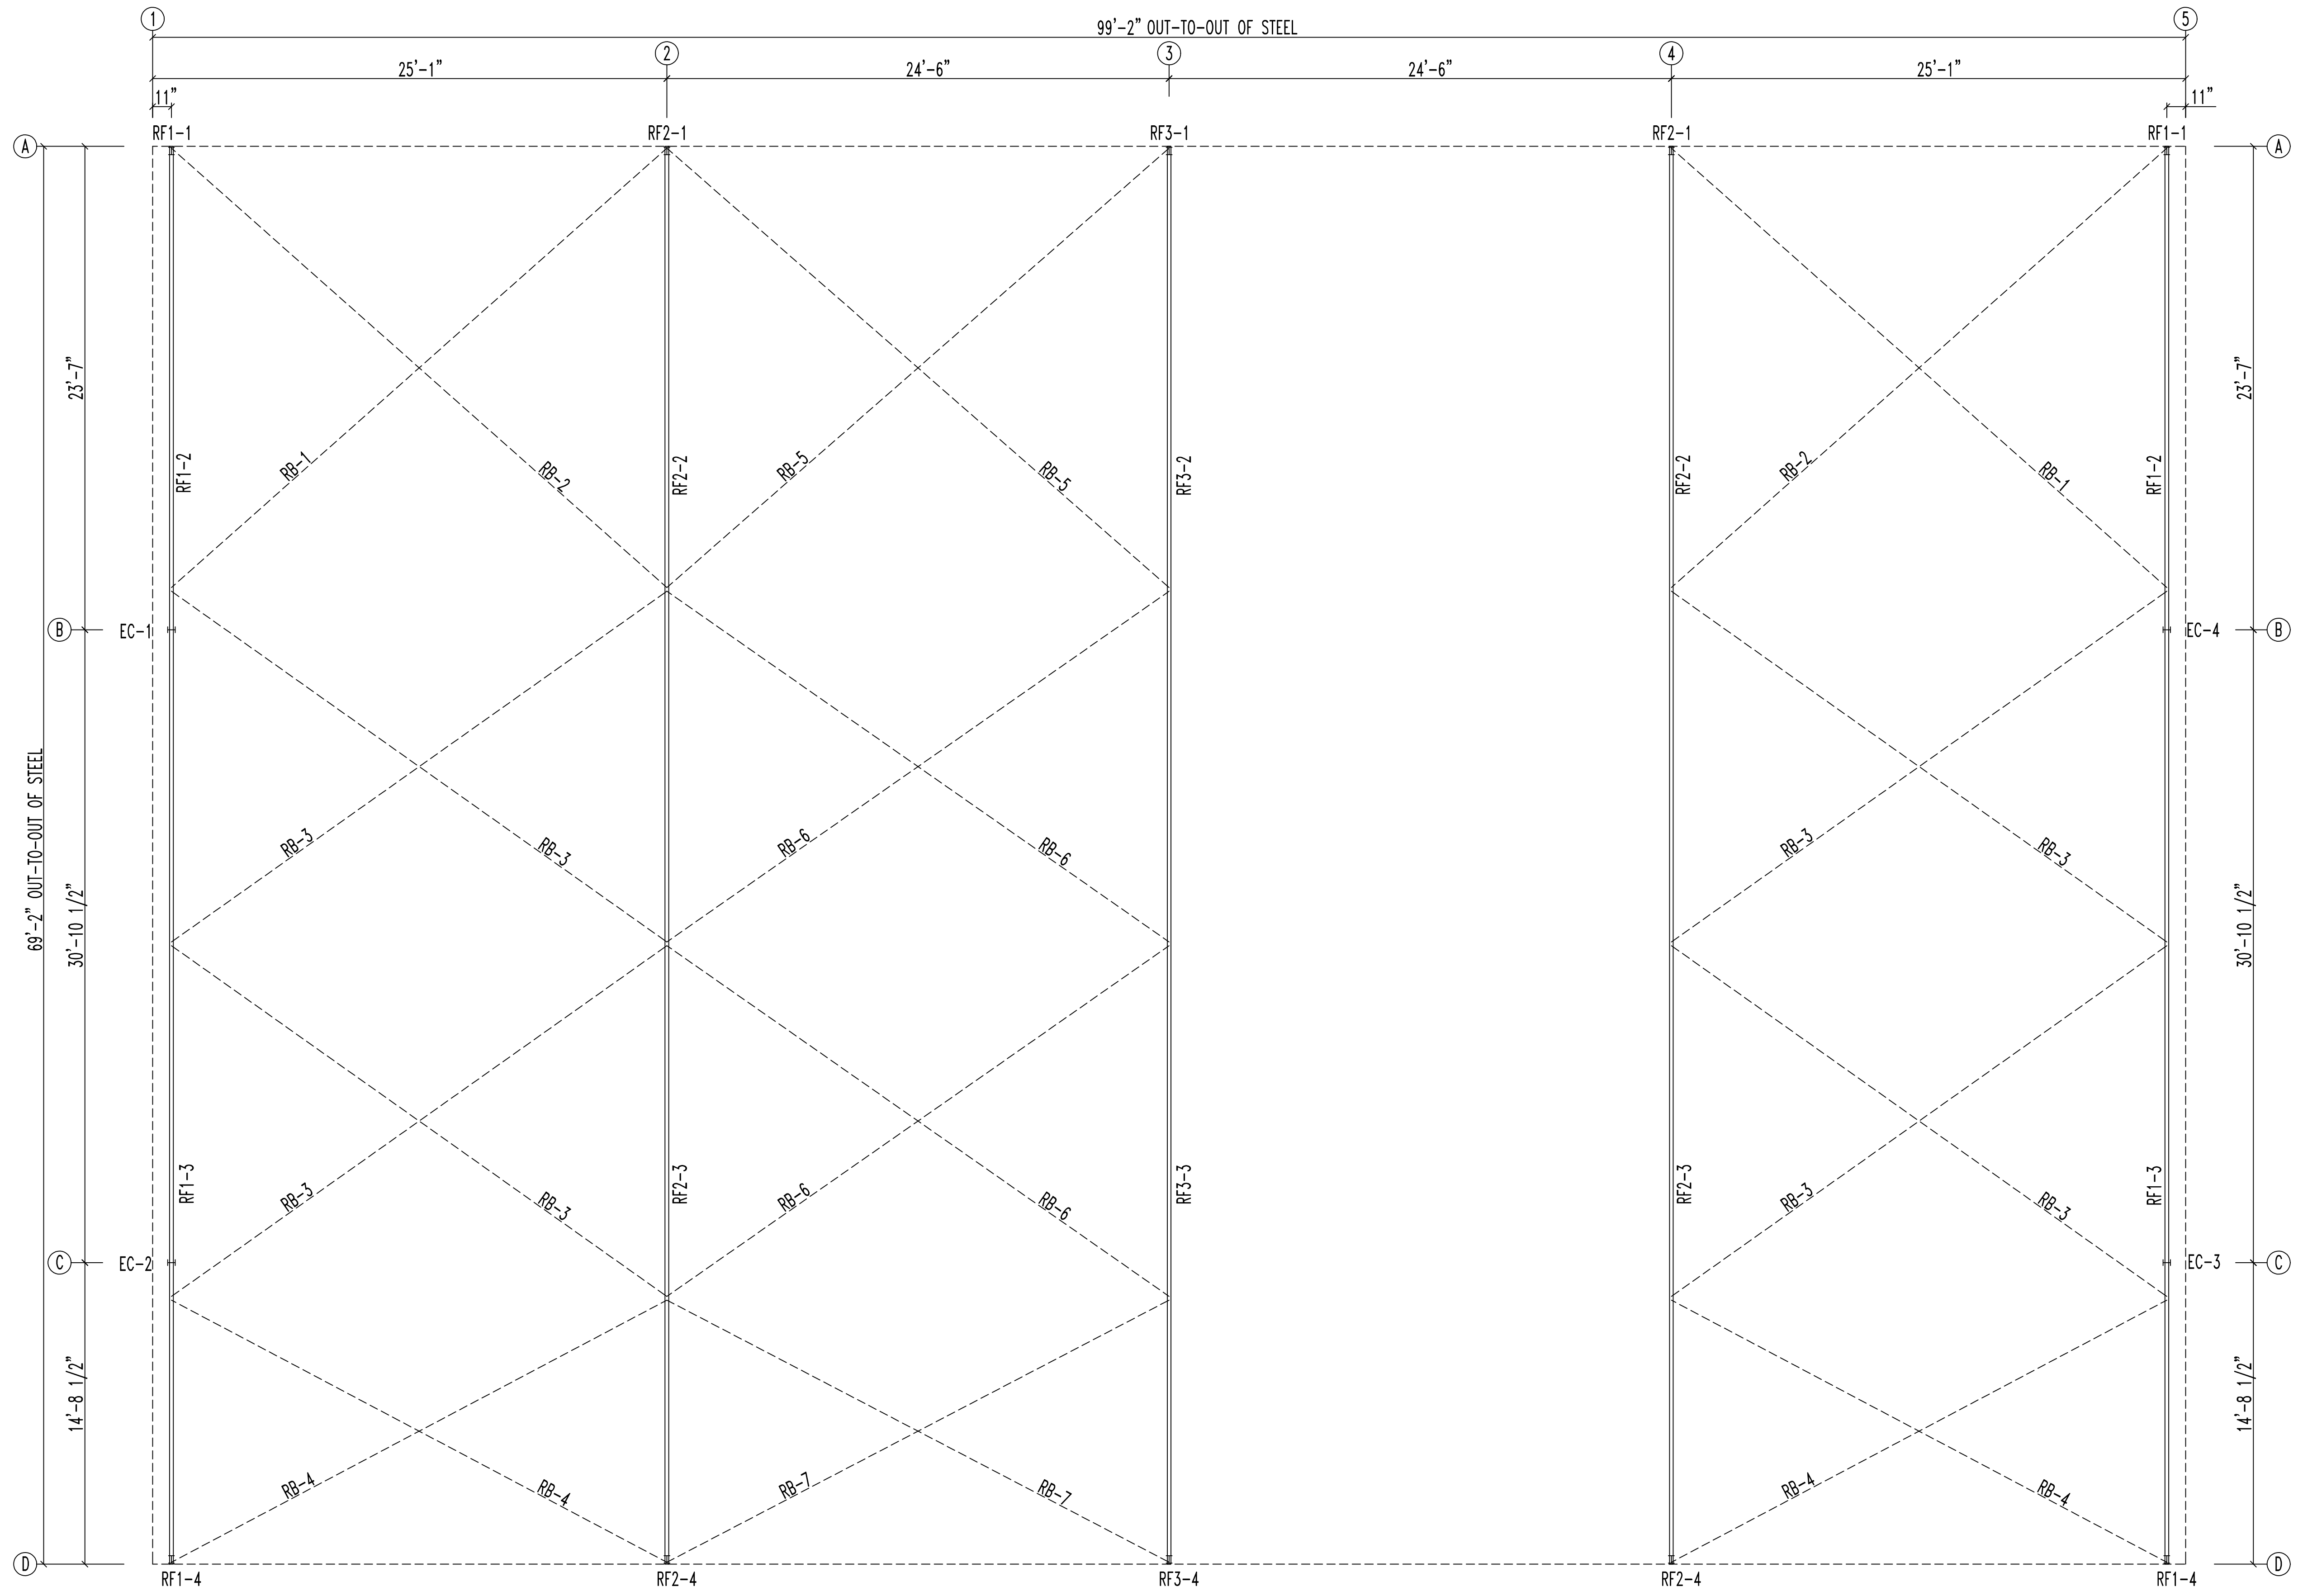 1
99'-2" OUT-TO-OUT OF STEEL
5
2
3
4
25'-1"
24'-6"
24'-6"
25'-1"
11"
11"
RF1-1
RF2-1
RF3-1
RF2-1
RF1-1
A
A
23'-7"
23'-7"
RF1-2
RB-1
RB-2
RF2-2
RB-5
RB-5
RF3-2
RF2-2
RB-2
RB-1
RF1-2
B
EC-1
EC-4
B
69'-2" OUT-TO-OUT OF STEEL
30'-10 1/2"
RB-3
RB-3
RB-6
RB-6
RB-3
RB-3
30'-10 1/2"
RF1-3
RB-3
RB-3
RF2-3
RB-6
RB-6
RF3-3
RF2-3
RB-3
RB-3
RF1-3
C
EC-2
EC-3
C
14'-8 1/2"
14'-8 1/2"
RB-4
RB-4
RB-7
RB-7
RB-4
RB-4
D
D
RF1-4
RF2-4
RF3-4
RF2-4
RF1-4